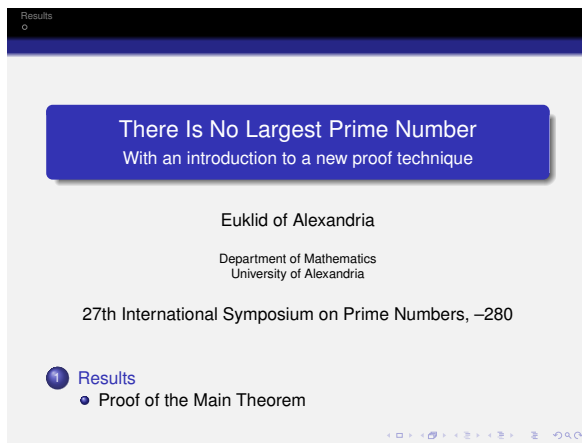 Results
There Is No Largest Prime Number
With an introduction to a new proof technique
Euklid of Alexandria
Department of Mathematics
University of Alexandria
27th International Symposium on Prime Numbers, –280
1 Results
Proof of the Main Theorem